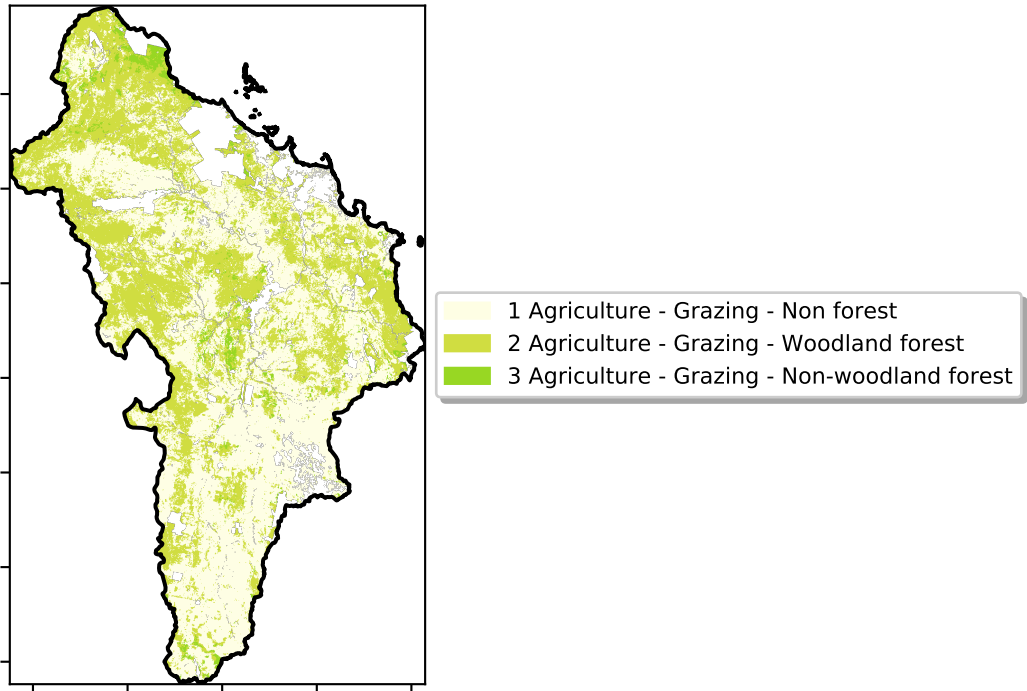 1 Agriculture - Grazing - Non forest
2 Agriculture - Grazing - Woodland forest
3 Agriculture - Grazing - Non-woodland forest